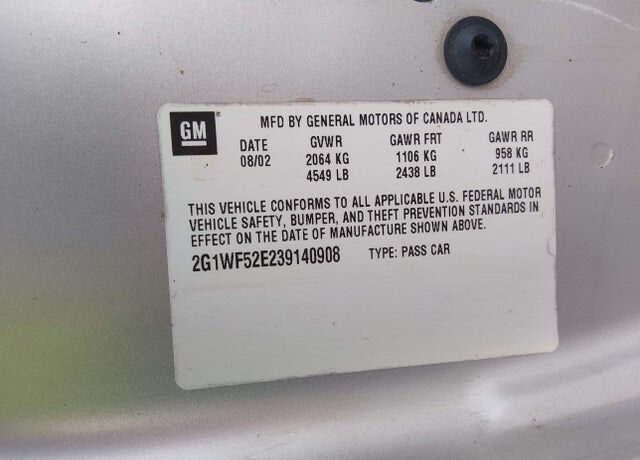 GM
MFD BY GENERAL MOTORS OF CANADA LTD.
DATE GVWR GAWR FRT GAWR RR
08/02 2064 KG 1106 KG 958 KG
4549 LB 2438 LB 2111 LB
THIS VEHICLE CONFORMS TO ALL APPLICABLE U.S. FEDERAL MOTOR
VEHICLE SAFETY, BUMPER, AND THEFT PREVENTION STANDARDS IN
EFFECT ON THE DATE OF MANUFACTURE SHOWN ABOVE.
2G1WF52E239140908 TYPE: PASS CAR